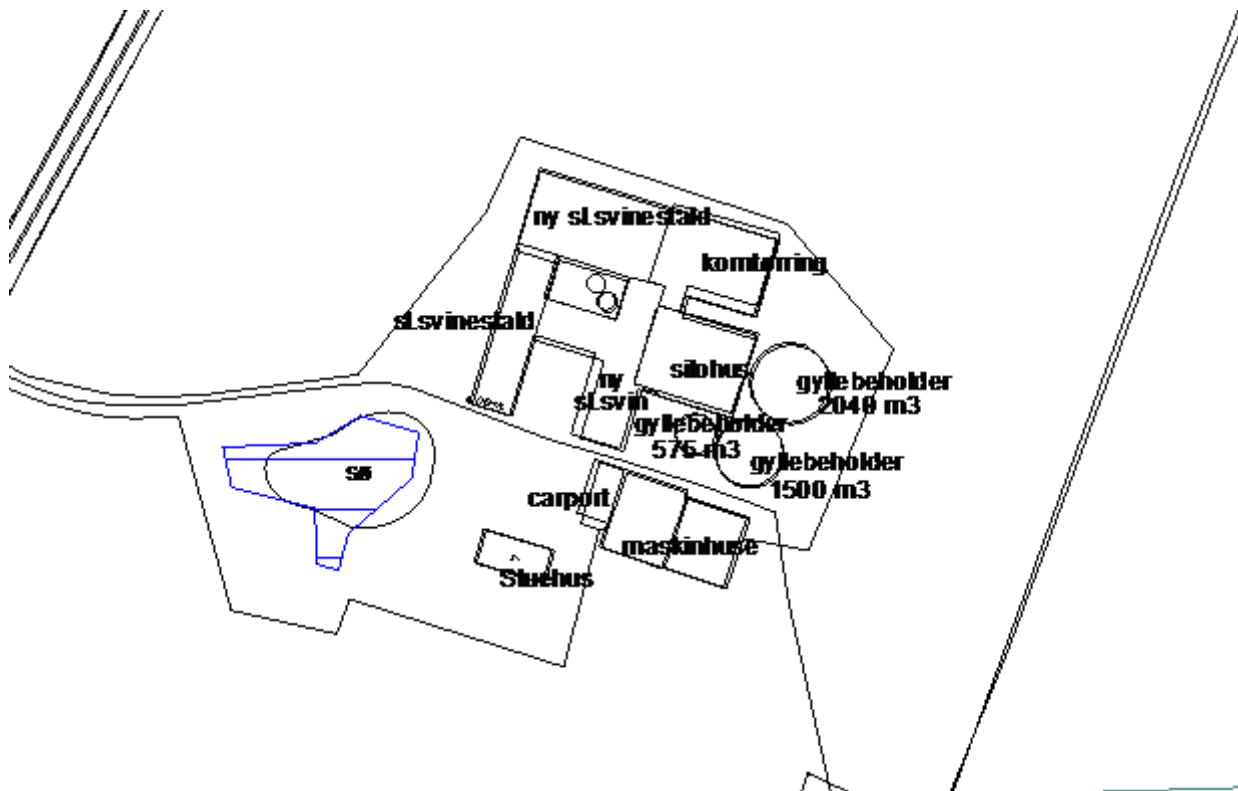 ny sl.svinestald
korntørring
sl.svinestald
silohus
ny
sl.svin
gyllebeholder
2040 m3
gyllebeholder
575 m3
gyllebeholder
1500 m3
sø
carport
maskinhuse
Stuehus